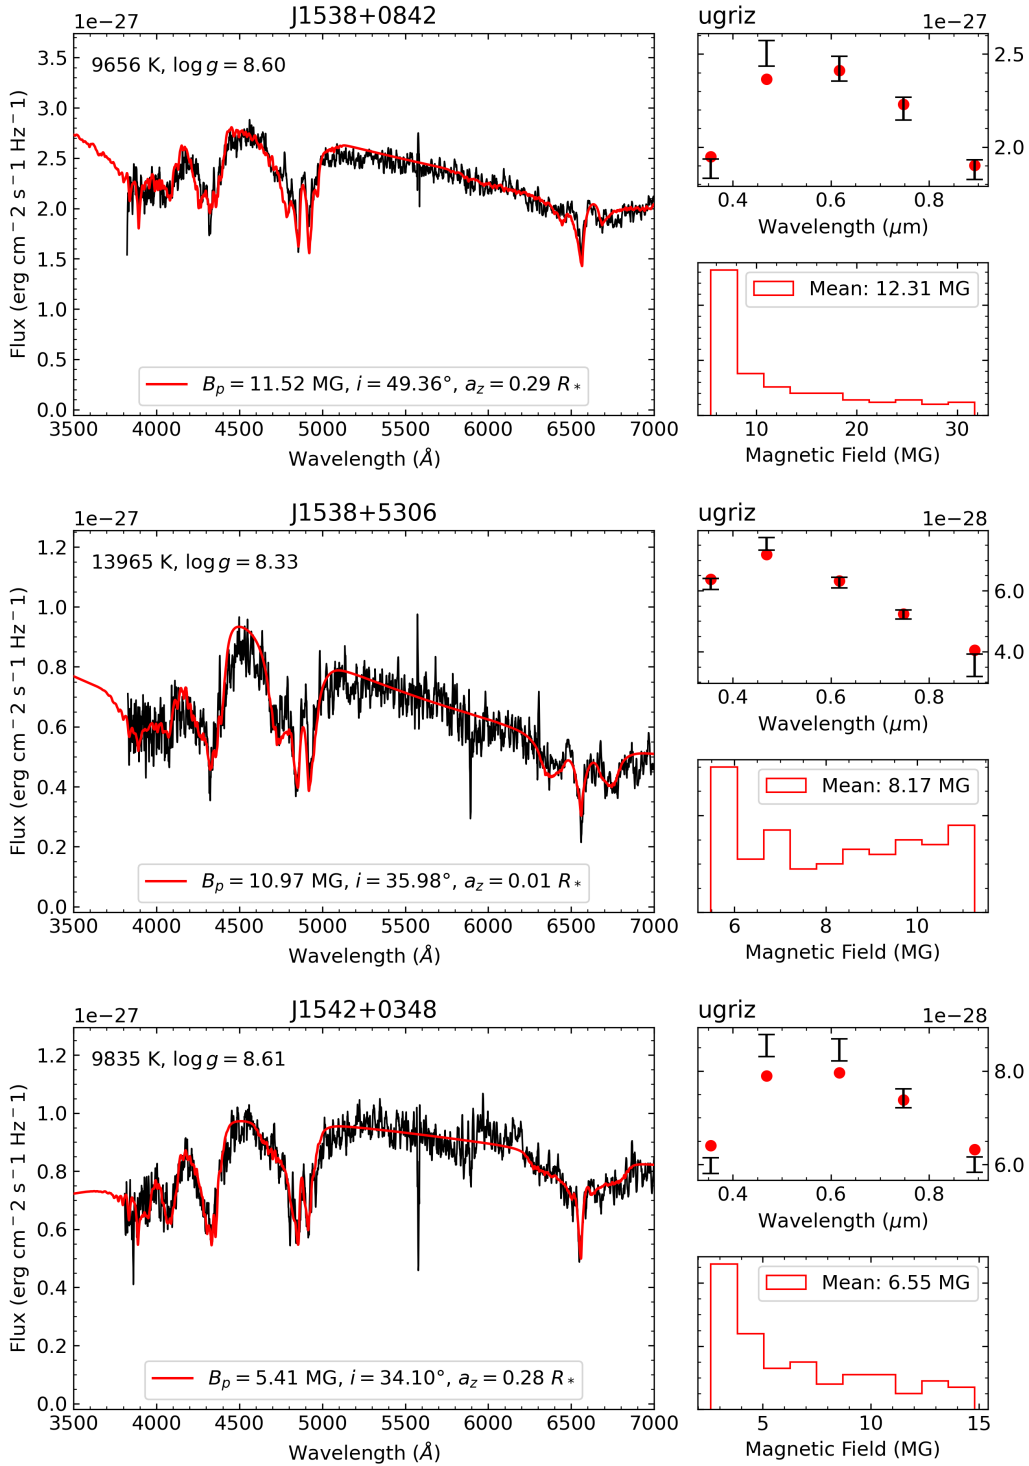 J1538+0842
1e−27
9656 K, log g = 8.60
3.5
3.0
2.5
2.0
1.5
1.0
0.5
0.0
Flux (erg cm−2 s−1 Hz−1)
B_p = 11.52 MG, i = 49.36°, a_z = 0.29 R_*
3500 4000 4500 5000 5500 6000 6500 7000
Wavelength (Å)
ugriz
1e−27
2.5
2.0
0.4 0.6 0.8
Wavelength (μm)
Mean: 12.31 MG
10 20 30
Magnetic Field (MG)
J1538+5306
1e−27
13965 K, log g = 8.33
1.2
1.0
0.8
0.6
0.4
0.2
0.0
Flux (erg cm−2 s−1 Hz−1)
B_p = 10.97 MG, i = 35.98°, a_z = 0.01 R_*
3500 4000 4500 5000 5500 6000 6500 7000
Wavelength (Å)
ugriz
1e−28
6.0
4.0
0.4 0.6 0.8
Wavelength (μm)
Mean: 8.17 MG
6 8 10
Magnetic Field (MG)
J1542+0348
1e−27
9835 K, log g = 8.61
1.2
1.0
0.8
0.6
0.4
0.2
0.0
Flux (erg cm−2 s−1 Hz−1)
B_p = 5.41 MG, i = 34.10°, a_z = 0.28 R_*
3500 4000 4500 5000 5500 6000 6500 7000
Wavelength (Å)
ugriz
1e−28
8.0
6.0
0.4 0.6 0.8
Wavelength (μm)
Mean: 6.55 MG
5 10 15
Magnetic Field (MG)